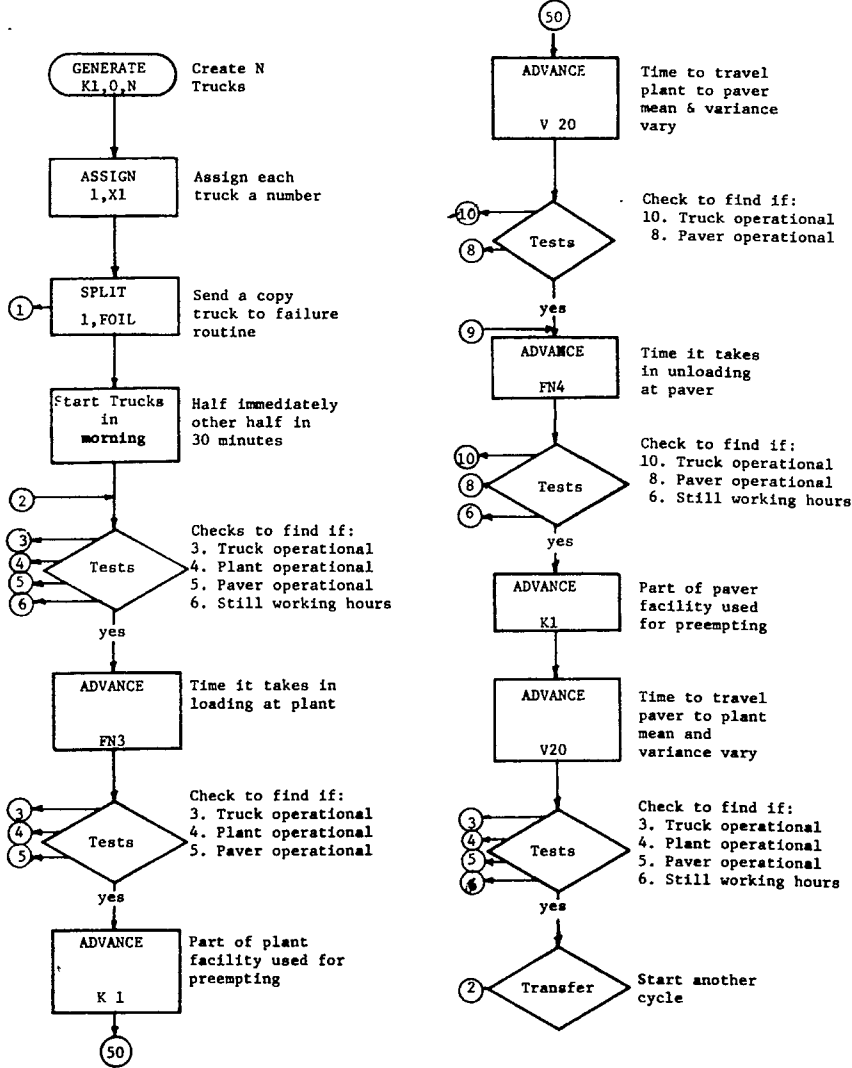 GENERATE
K1,0,N
Create N
Trucks
ASSIGN
1,X1
Assign each
truck a number
SPLIT
1,FOIL
1
Send a copy
truck to failure
routine
Start Trucks
in
morning
Half immediately
other half in
30 minutes
2
Tests
3
4
5
6
Checks to find if:
3. Truck operational
4. Plant operational
5. Paver operational
6. Still working hours
yes
ADVANCE
FN3
Time it takes in
loading at plant
Tests
3
4
5
Check to find if:
3. Truck operational
4. Plant operational
5. Paver operational
yes
ADVANCE
K 1
Part of plant
facility used for
preempting
50
50
ADVANCE
V 20
Time to travel
plant to paver
mean & variance
vary
Tests
10
8
Check to find if:
10. Truck operational
8. Paver operational
yes
9
ADVANCE
FN4
Time it takes
in unloading
at paver
Tests
10
8
6
Check to find if:
10. Truck operational
8. Paver operational
6. Still working hours
yes
ADVANCE
K1
Part of paver
facility used
for preempting
ADVANCE
V20
Time to travel
paver to plant
mean and
variance vary
Tests
3
4
5
6
Check to find if:
3. Truck operational
4. Plant operational
5. Paver operational
6. Still working hours
yes
Transfer
2
Start another
cycle